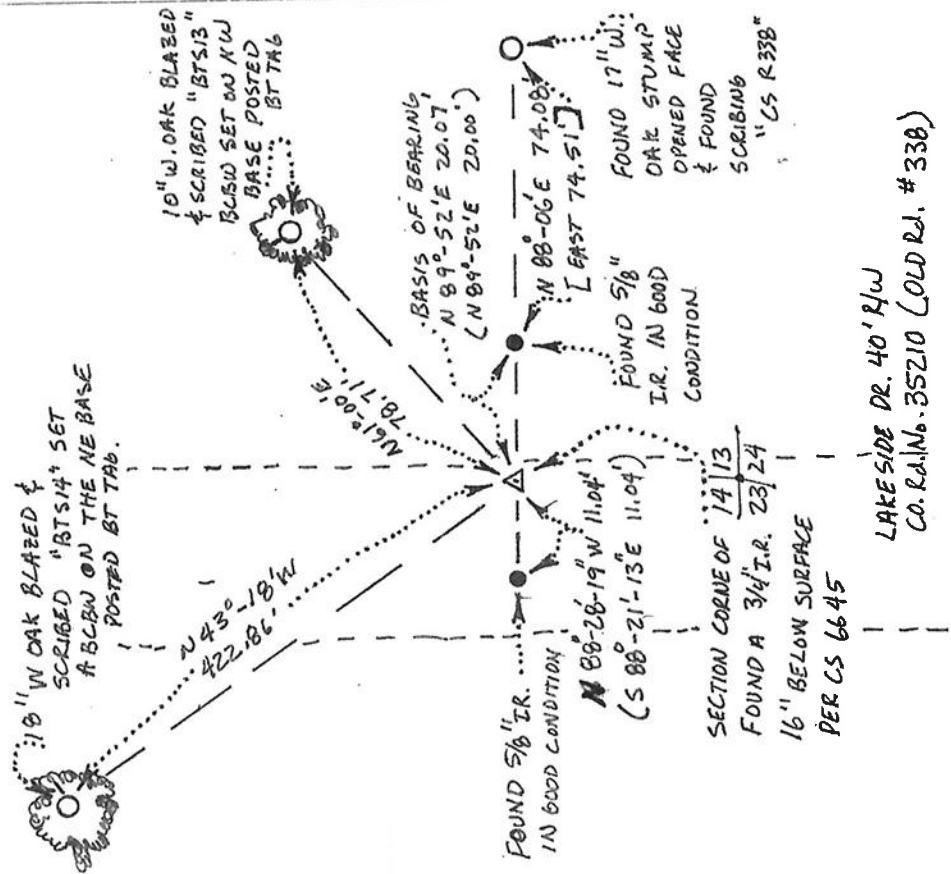 18" W OAK BLAZED &
SCRIBED "BTS14" SET
A BCBW ON THE NE BASE
POSTED BT TAG.
10" W. OAK BLAZED
& SCRIBED "BTS13"
BCBW SET ON NW
BASE POSTED
BT TAG
N 43°-18' W
422.86'
N61°-00' E
78.71'
BASIS OF BEARING,
N 89°-52' E 20.07
(N 89°-52' E 20.00')
N 88°-06' E 74.08'
[EAST 74.51']
FOUND 17" W.
OAK STUMP
OPENED FACE
& FOUND
SCRIBING
"CS R338"
FOUND 5/8"
I.R. IN GOOD
CONDITION.
FOUND 5/8" I.R.
IN GOOD CONDITION
N 88°-28'-19" W 11.04'
(S 88°-21'-13" E 11.04')
SECTION CORNE OF 14 13
23 24
FOUND A 3/4" I.R.
16" BELOW SURFACE
PER CS 6645
LAKESIDE DR. 40' R/W
CO. Rd. No. 35210 (OLD Rd. #338)